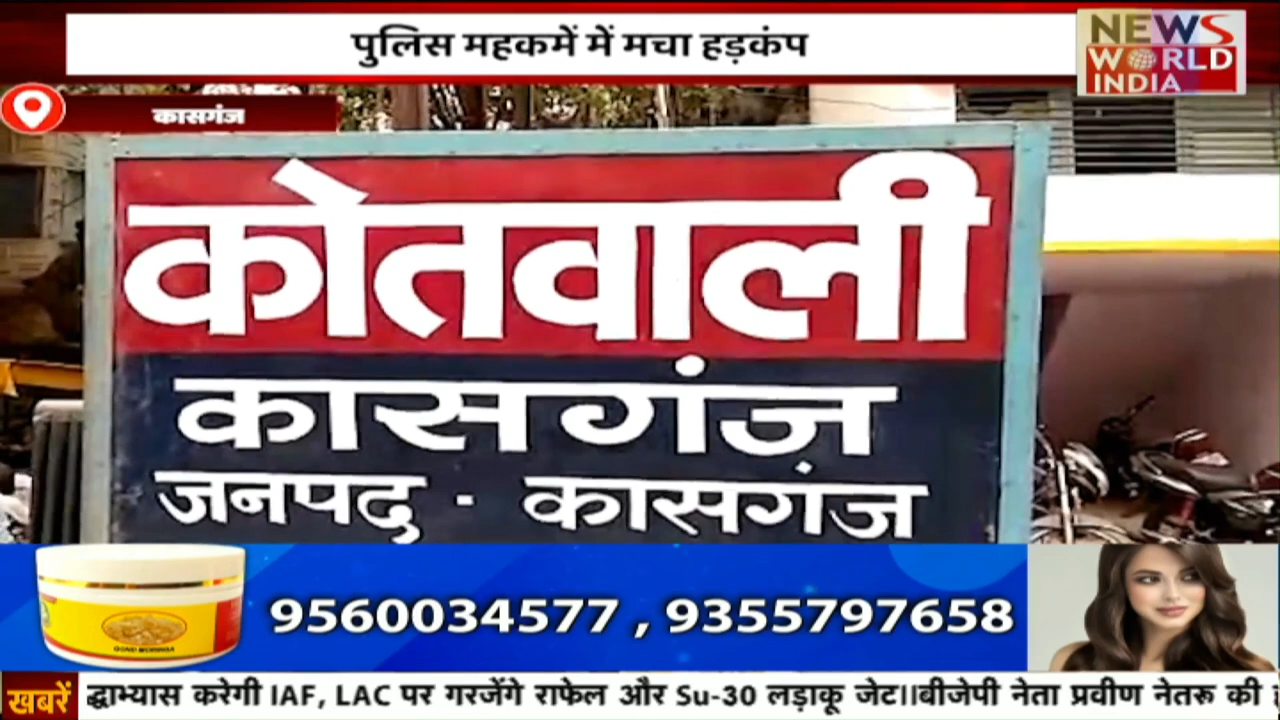 पुलिस महकमें में मचा हड़कंप
NEWS
WORLD
INDIA
कासगंज
कोतवाली
कासगंज
जनपद - कासगंज
9560034577 , 9355797658
खबरें
द्धाभ्यास करेगी IAF, LAC पर गरजेंगे राफेल और Su-30 लड़ाकू जेट।।बीजेपी नेता प्रवीण नेतरू की